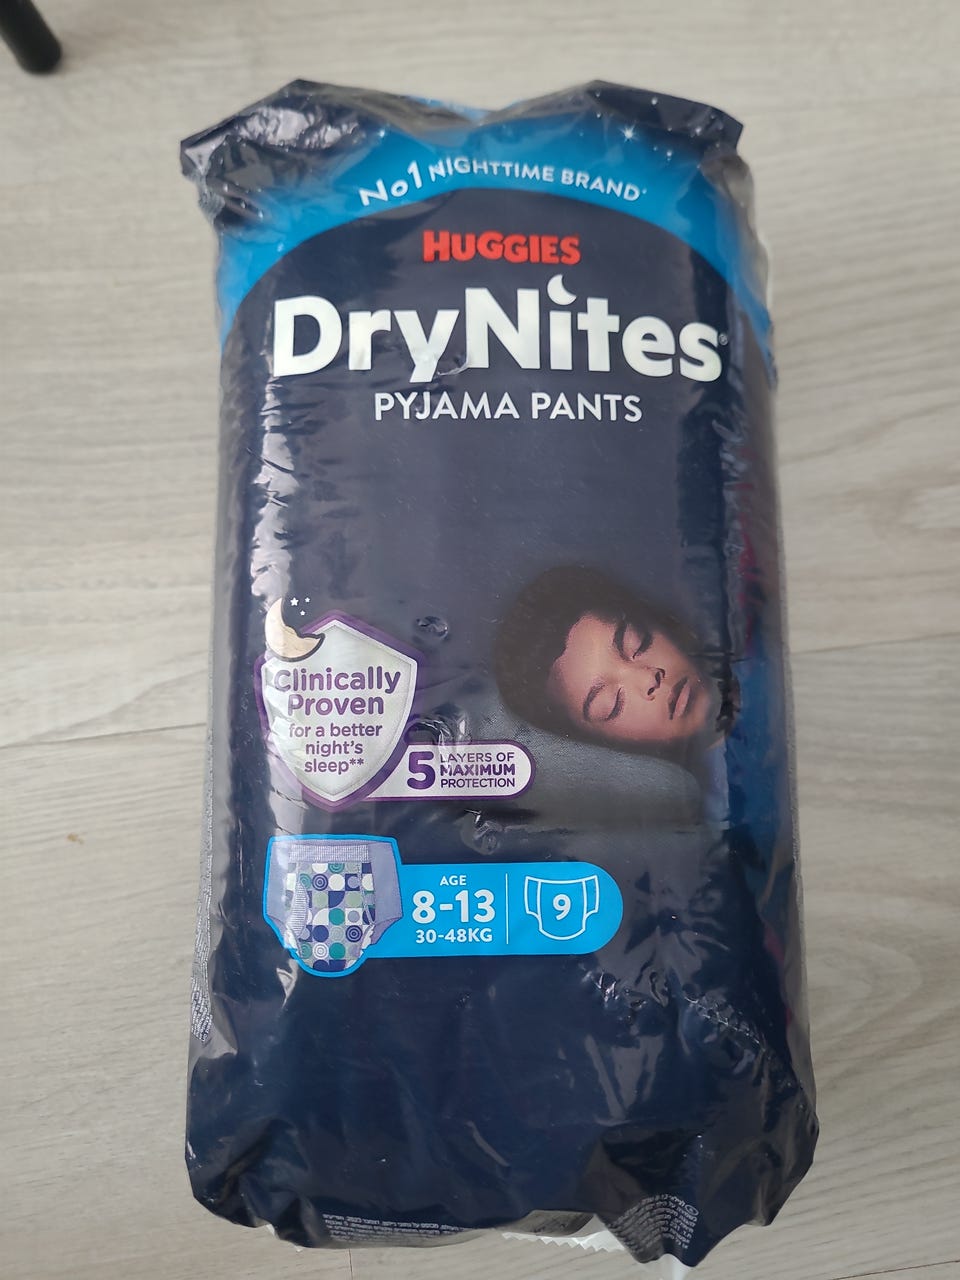 No1 NIGHTTIME BRAND*
HUGGIES
DryNites®
PYJAMA PANTS
Clinically
Proven
for a better
night's
sleep**
5 LAYERS OF
MAXIMUM
PROTECTION
AGE
8-13
30-48KG
9